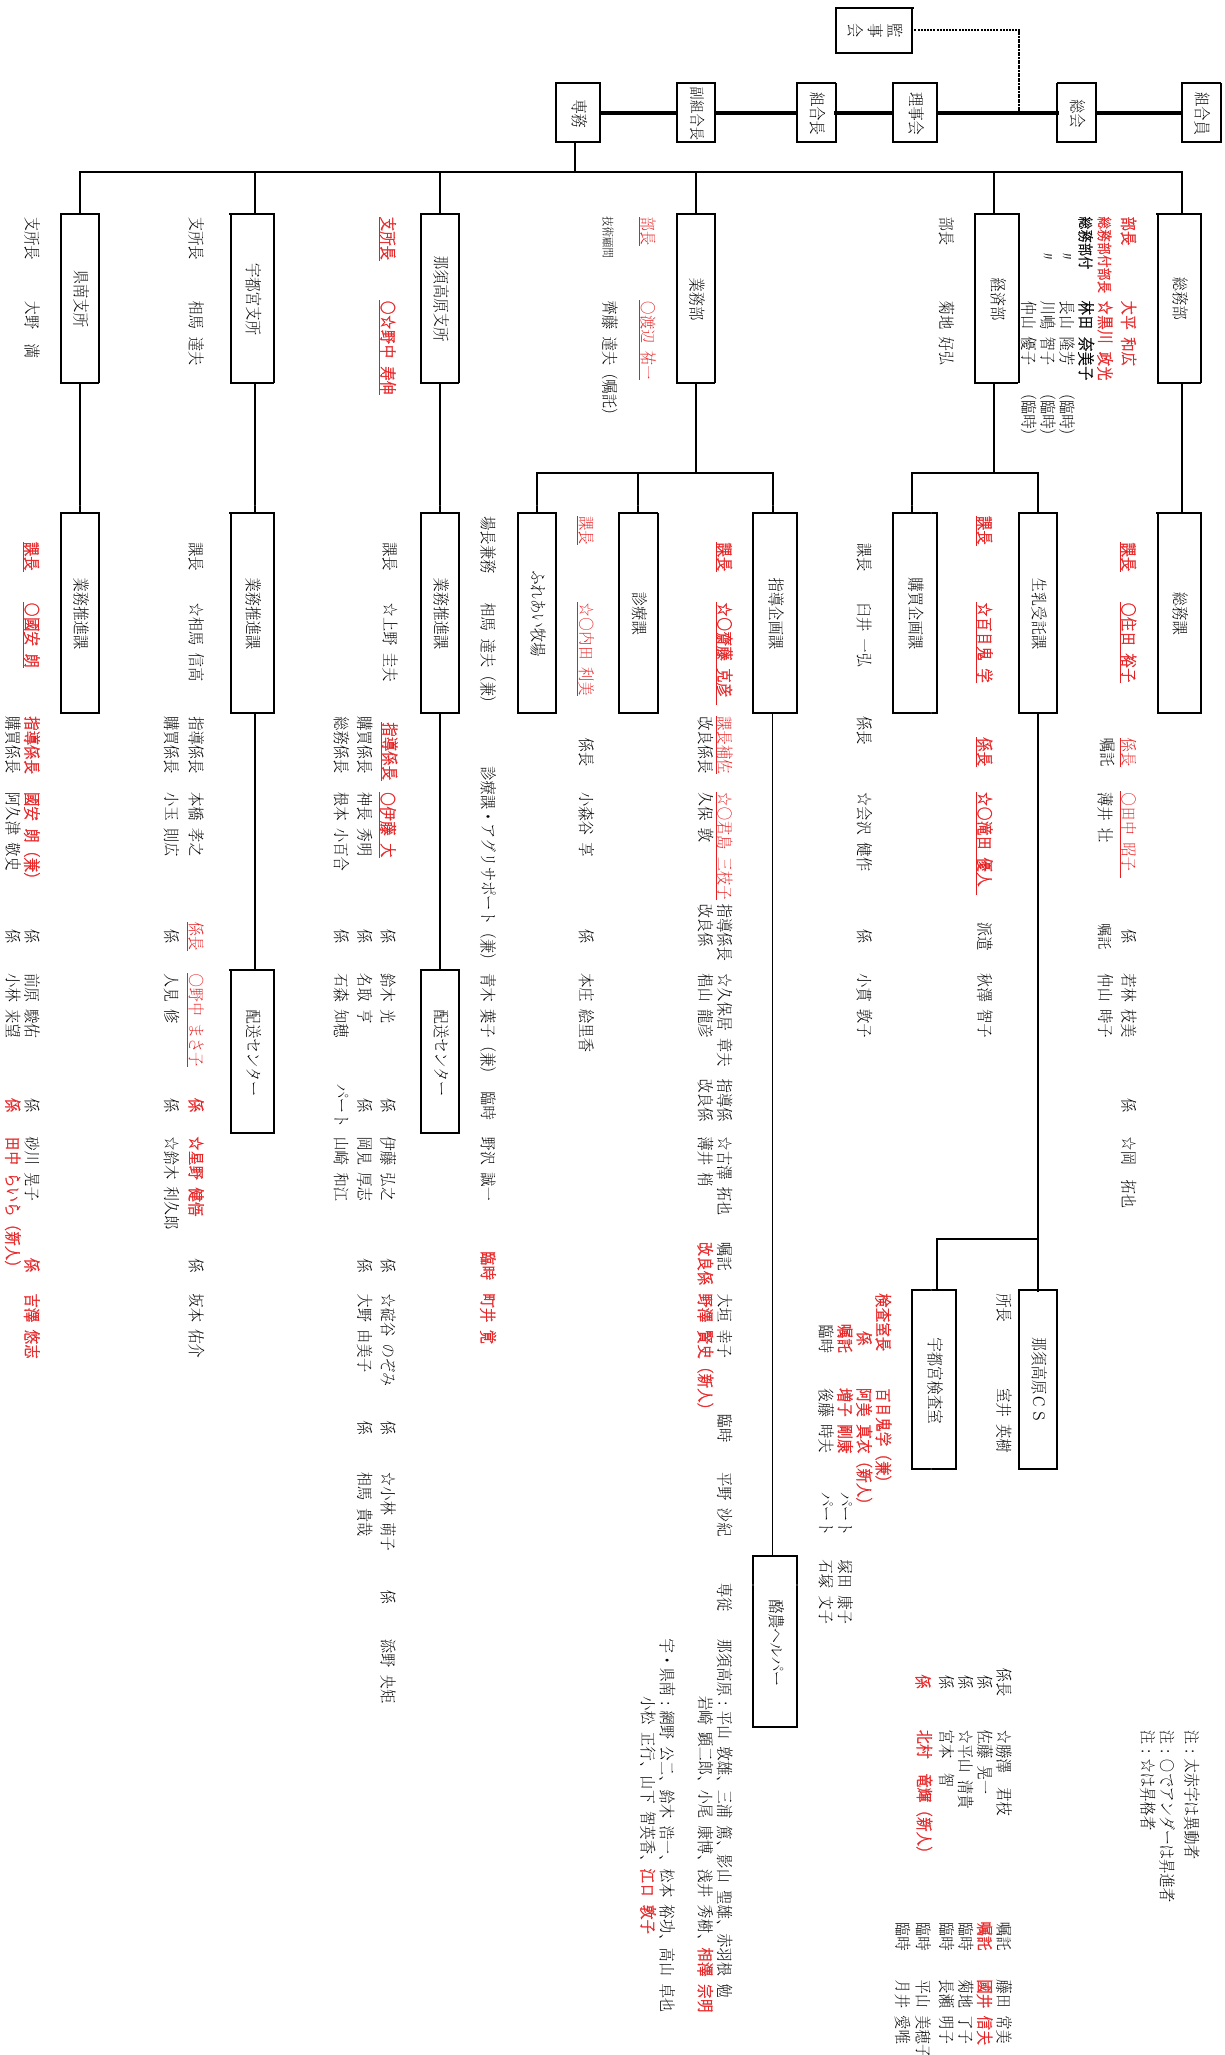 監事会
組合員
総会
理事会
組合長
副組合長
専務
注：太赤字は異動者
注：〇でアンダーは昇進者
注：☆は昇格者
総務部
部長 大平 和広
総務部付部長 ☆黒川 政光
総務部付 林田 奈美子
〃 長山 隆芳 (臨時)
〃 川嶋 智子 (臨時)
仲山 優子 (臨時)
総務課
課長 〇住田 裕子 係長 〇田中 昭子 係 若林 枝美 係 ☆岡 拓也
嘱託 薄井 壮 嘱託 仲山 時子
経済部
部長 菊地 好弘
生乳受託課
課長 ☆百目鬼 学 係長 ☆〇滝田 優人 派遣 秋澤 智子
那須高原CS
所長 室井 英樹 係長 ☆勝澤 君枝 嘱託 藤田 常美
係 佐藤 晃一 嘱託 國井 信夫
係 ☆平山 清貴 臨時 菊地 了子
係 宮本 智 臨時 長瀬 明子
係 北村 竜輝 (新人) 臨時 平山 美穂子
臨時 月井 愛唯
宇都宮検査室
検査室長 百目鬼学 (兼)
係 阿美 真衣 (新人)
嘱託 増子 剛康 パート 塚田 康子
臨時 後藤 時夫 パート 石塚 文子
購買企画課
課長 臼井 一弘 係長 ☆会沢 健作 係 小貫 敦子
業務部
部長 〇渡辺 祐一
技術顧問 齊藤 達夫 (嘱託)
指導企画課
課長 ☆〇齋藤 克彦 課長補佐 ☆〇君島 三枝子 指導係長 ☆久保居 章夫 指導係 ☆古澤 拓也 嘱託 大垣 幸子 臨時 平野 沙紀
改良係長 久保 敦 改良係 椙山 龍彦 改良係 薄井 梢 改良係 野澤 賢史 (新人)
酪農ヘルパー
専従 那須高原：平山 敦雄、三浦 篤、影山 聖雄、赤羽根 勉
岩崎 顕二郎、小尾 康博、浅井 秀樹、相澤 宗明
宇・県南：網野 公二、鈴木 浩一、松本 裕功、高山 卓也
小松 正行、山下 智英香、江口 敦子
診療課
課長 ☆〇内田 利美 係長 小森谷 享 係 本庄 絵里香
ふれあい牧場
場長兼務 相馬 達夫 (兼) 診療課・アグリサポート (兼) 青木 葉子 (兼) 臨時 野沢 誠一 臨時 町井 覚
那須高原支所
支所長 〇☆野中 寿伸
業務推進課
課長 ☆上野 圭夫 指導係長 〇伊藤 大 係 鈴木 光 係 伊藤 弘之 係 ☆碇谷 のぞみ 係 ☆小林 萌子 係 添野 央矩
購買係長 神長 秀明 係 名取 亨 係 岡見 厚志 係 大野 由美子 係 相馬 貴哉
総務係長 根本 小百合 係 石森 知穂 パート 山崎 和江
配送センター
宇都宮支所
支所長 相馬 達夫
業務推進課
課長 ☆相馬 信高 指導係長 本橋 孝之 係長 〇野中 まさ子 係 ☆星野 健悟 係 坂本 佑介
購買係長 小玉 則広 係 人見 修 係 ☆鈴木 利久郎
配送センター
県南支所
支所長 大野 満
業務推進課
課長 〇國安 朗 指導係長 國安 朗 (兼) 係 前原 駿佑 係 砂川 晃子 係 吉澤 悠志
購買係長 阿久津 敬史 係 小林 来望 係 田中 らいら (新人)